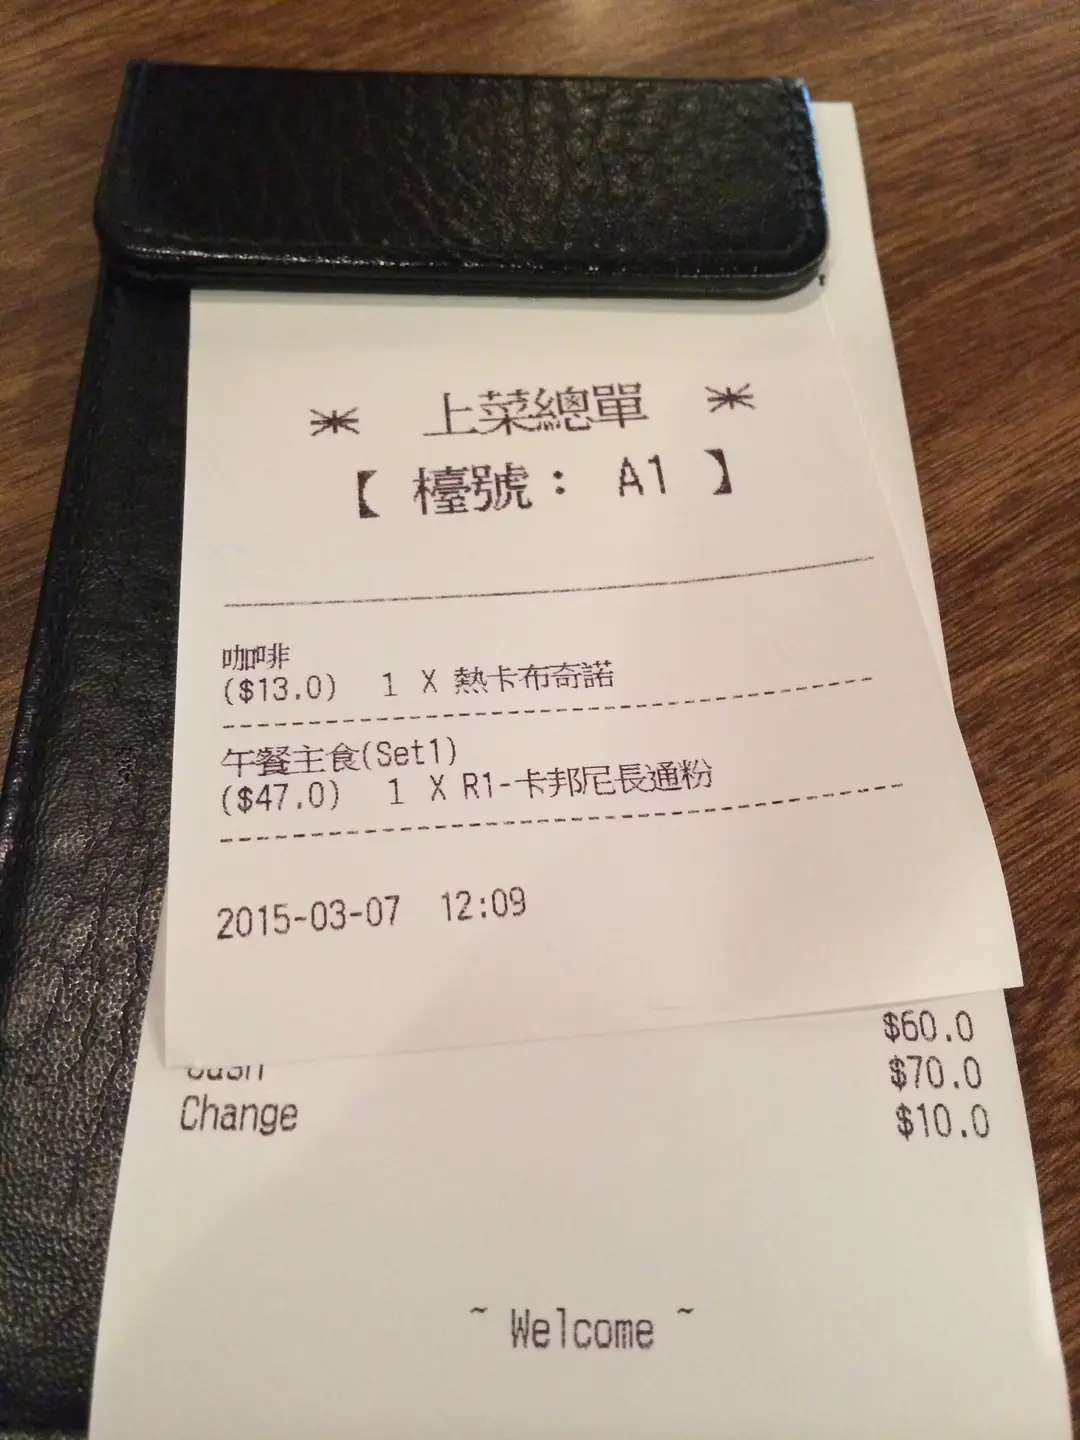 * 上菜總單 *
【 檯號: A1 】
咖啡
($13.0) 1 X 熱卡布奇諾
午餐主食(Set1)
($47.0) 1 X R1-卡邦尼長通粉
2015-03-07 12:09
$60.0
Cash $70.0
Change $10.0
~ Welcome ~